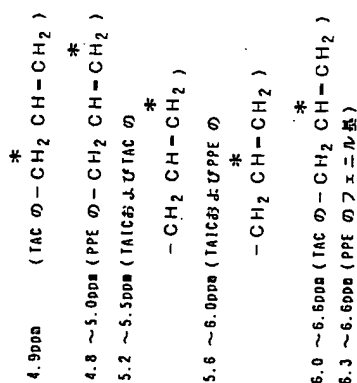 *
4.9ppm (TAC の-CH₂ CH-CH₂)
*
4.8 ～5.0ppm (PPE の-CH₂ CH-CH₂)
5.2 ～5.5ppm (TAICおよびTAC の
*
-CH₂ CH-CH₂)
5.6 ～6.0ppm (TAICおよびPPE の
*
-CH₂ CH-CH₂)
*
6.0 ～6.6ppm (TAC の-CH₂ CH-CH₂)
6.3 ～6.6ppm (PPE のフェニル基)